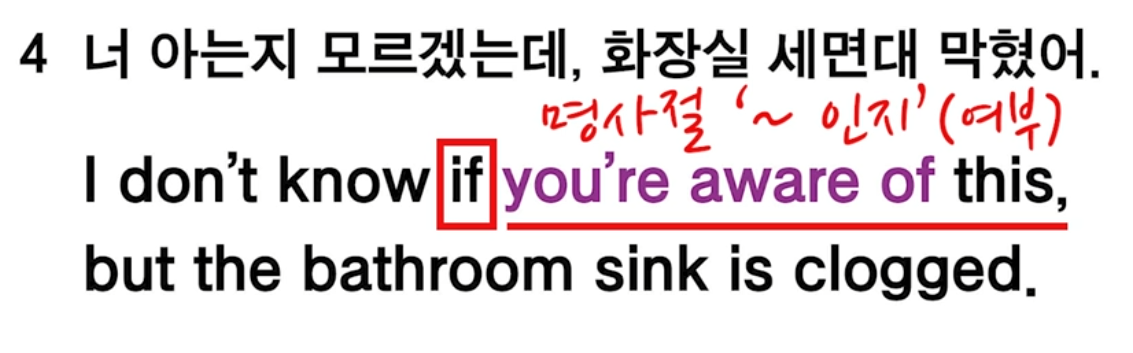 4 너 아는지 모르겠는데, 화장실 세면대 막혔어.
명사절 '~ 인지' (여부)
I don't know if you're aware of this,
but the bathroom sink is clogged.